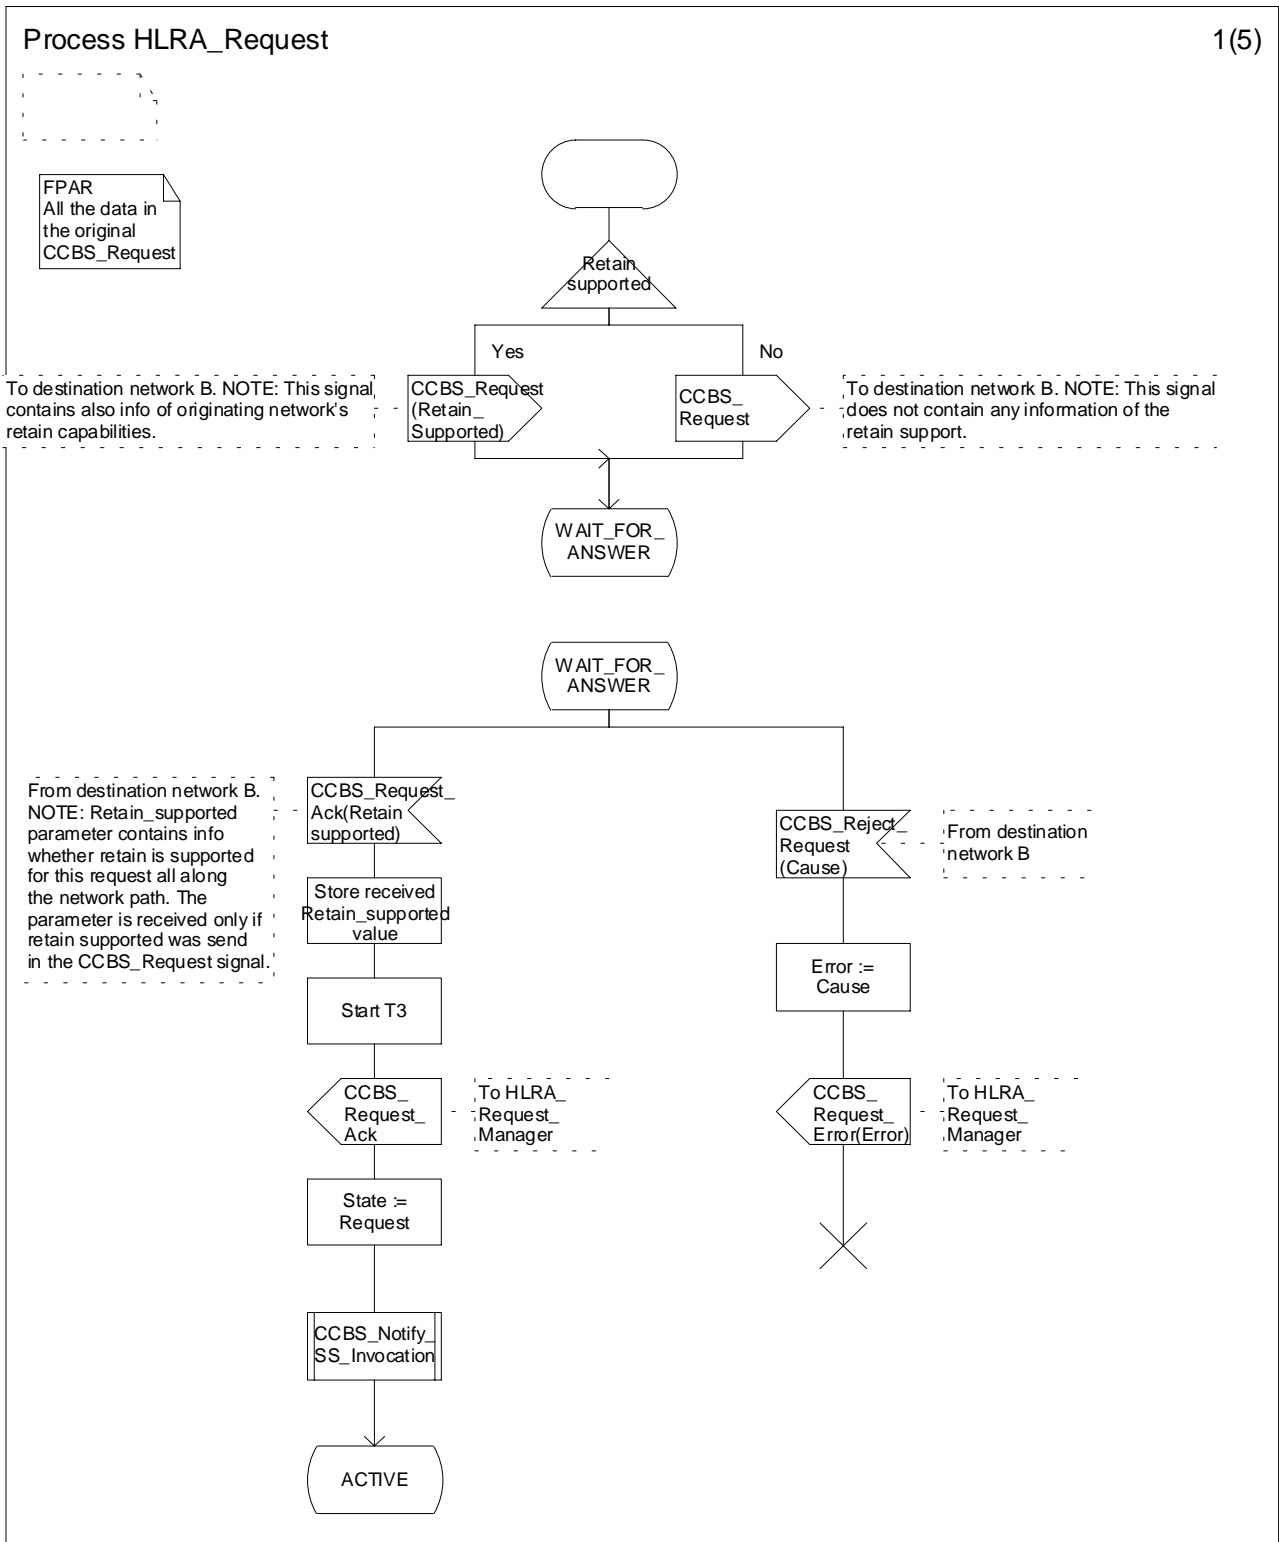 Process HLRA_Request
1(5)
FPAR
All the data in
the original
CCBS_Request
Retain
supported
Yes
No
To destination network B. NOTE: This signal
contains also info of originating network's
retain capabilities.
CCBS_Request
(Retain_
Supported)
CCBS_
Request
To destination network B. NOTE: This signal
does not contain any information of the
retain support.
WAIT_FOR_
ANSWER
WAIT_FOR_
ANSWER
From destination network B.
NOTE: Retain_supported
parameter contains info
whether retain is supported
for this request all along
the network path. The
parameter is received only if
retain supported was send
in the CCBS_Request signal.
CCBS_Request_
Ack(Retain
supported)
CCBS_Reject_
Request
(Cause)
From destination
network B
Store received
Retain_supported
value
Error :=
Cause
Start T3
CCBS_
Request_
Ack
To HLRA_
Request_
Manager
CCBS_
Request_
Error(Error)
To HLRA_
Request_
Manager
State :=
Request
CCBS_Notify_
SS_Invocation
ACTIVE